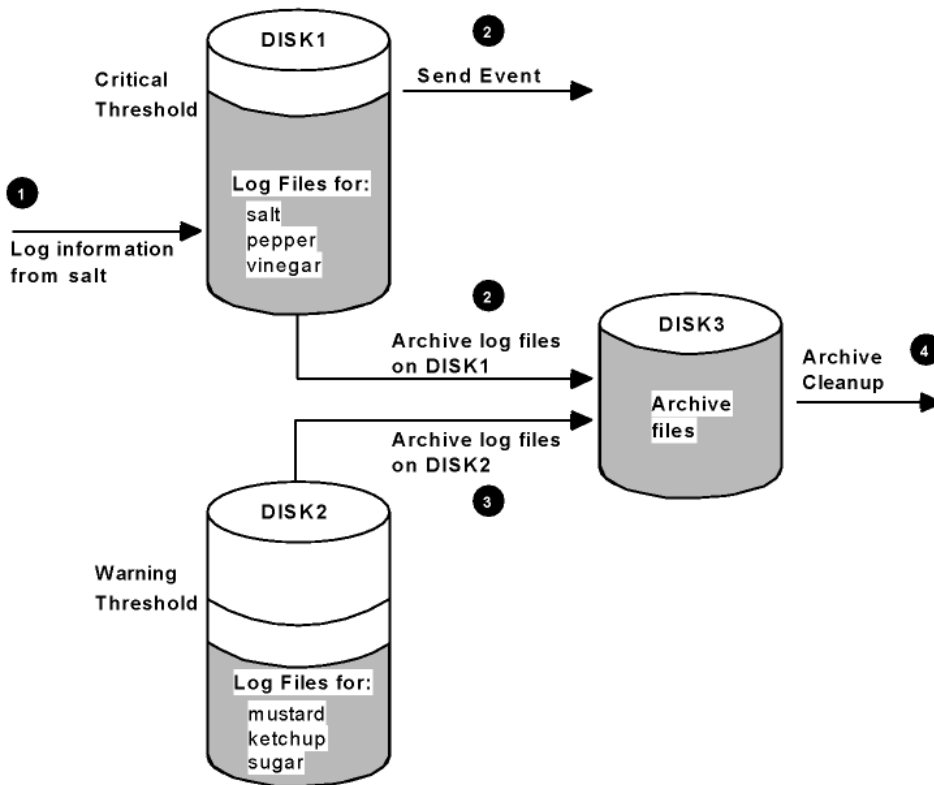 DISK1
2
Send Event
Critical
Threshold
1
Log Files for:
salt
pepper
vinegar
Log information
from salt
2
Archive log files
on DISK1
DISK3
4
Archive
Cleanup
Archive
files
Archive log files
on DISK2
3
DISK2
Warning
Threshold
Log Files for:
mustard
ketchup
sugar